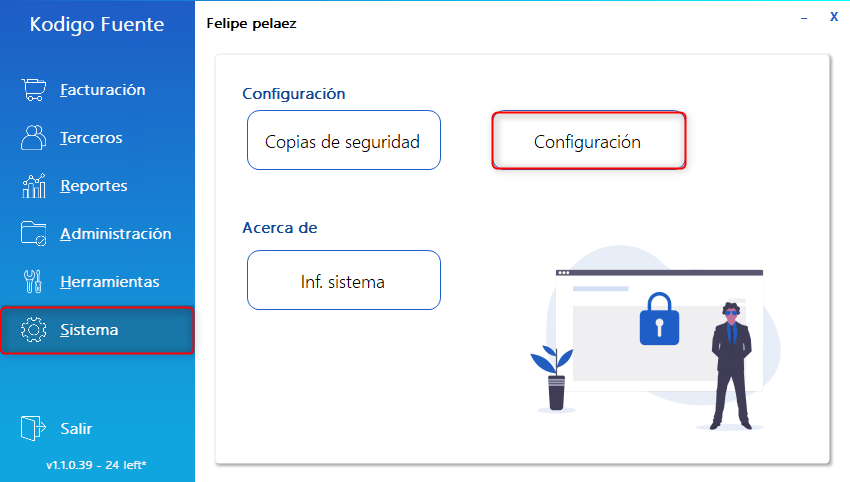 Kodigo Fuente
Felipe pelaez
– X
Facturación
Terceros
Reportes
Administración
Herramientas
Sistema
Salir
v1.1.0.39 - 24 left*
Configuración
Copias de seguridad
Configuración
Acerca de
Inf. sistema